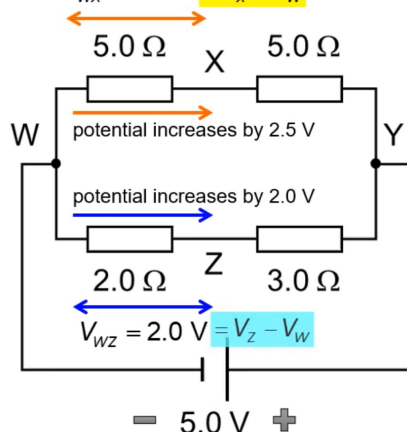 5.0 Ω 5.0 Ω
X
W Y
potential increases by 2.5 V
potential increases by 2.0 V
Z
2.0 Ω 3.0 Ω
V_WZ = 2.0 V = V_Z − V_W
− 5.0 V +